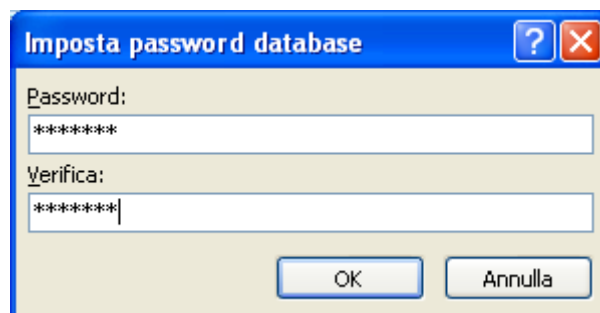 Imposta password database
?
Password:
*******
Verifica:
*******
OK Annulla